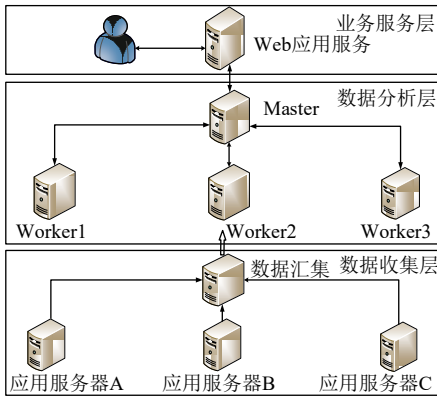 业务服务层
Web应用服务
数据分析层
Master
Worker1
Worker2
Worker3
数据收集层
数据汇集
应用服务器A
应用服务器B
应用服务器C